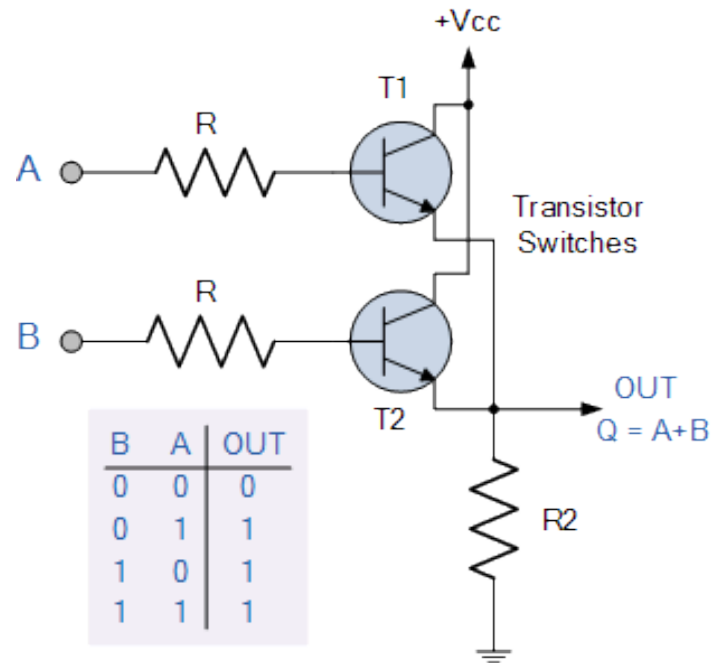 +Vcc
T1
R
A
Transistor
Switches
R
B
T2
OUT
Q = A+B
B A OUT
0 0 0
0 1 1
1 0 1
1 1 1
R2